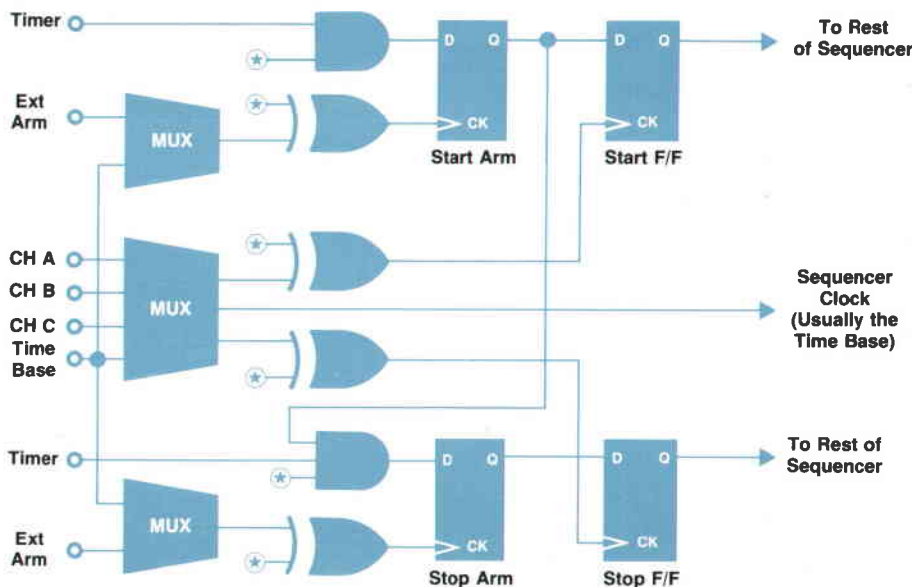 Timer
To Rest
of Sequencer
D Q
D Q
Ext
Arm
MUX
CK
CK
Start Arm
Start F/F
CH A
CH B
CH C
Time
Base
MUX
Sequencer
Clock
(Usually the
Time Base)
Timer
D Q
D Q
To Rest of
Sequencer
MUX
Ext
Arm
CK
CK
Stop Arm
Stop F/F